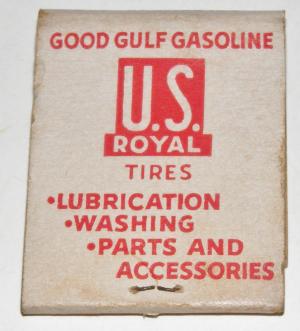 GOOD GULF GASOLINE
U.S.
ROYAL
TIRES
•LUBRICATION
•WASHING
•PARTS AND
ACCESSORIES